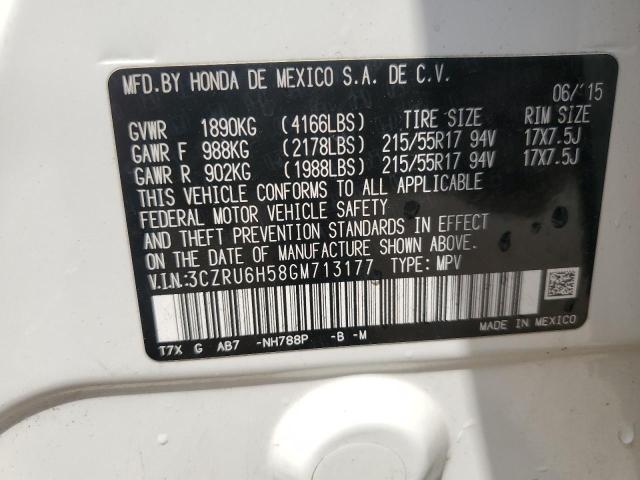 MFD.BY HONDA DE MEXICO S.A. DE C.V.
06/'15
GVWR 1890KG (4166LBS) TIRE SIZE RIM SIZE
GAWR F 988KG (2178LBS) 215/55R17 94V 17X7.5J
GAWR R 902KG (1988LBS) 215/55R17 94V 17X7.5J
THIS VEHICLE CONFORMS TO ALL APPLICABLE
FEDERAL MOTOR VEHICLE SAFETY
AND THEFT PREVENTION STANDARDS IN EFFECT
ON THE DATE OF MANUFACTURE SHOWN ABOVE.
V.I.N.:3CZRU6H58GM713177 TYPE: MPV
T7X G AB7 -NH788P -B -M
MADE IN MEXICO